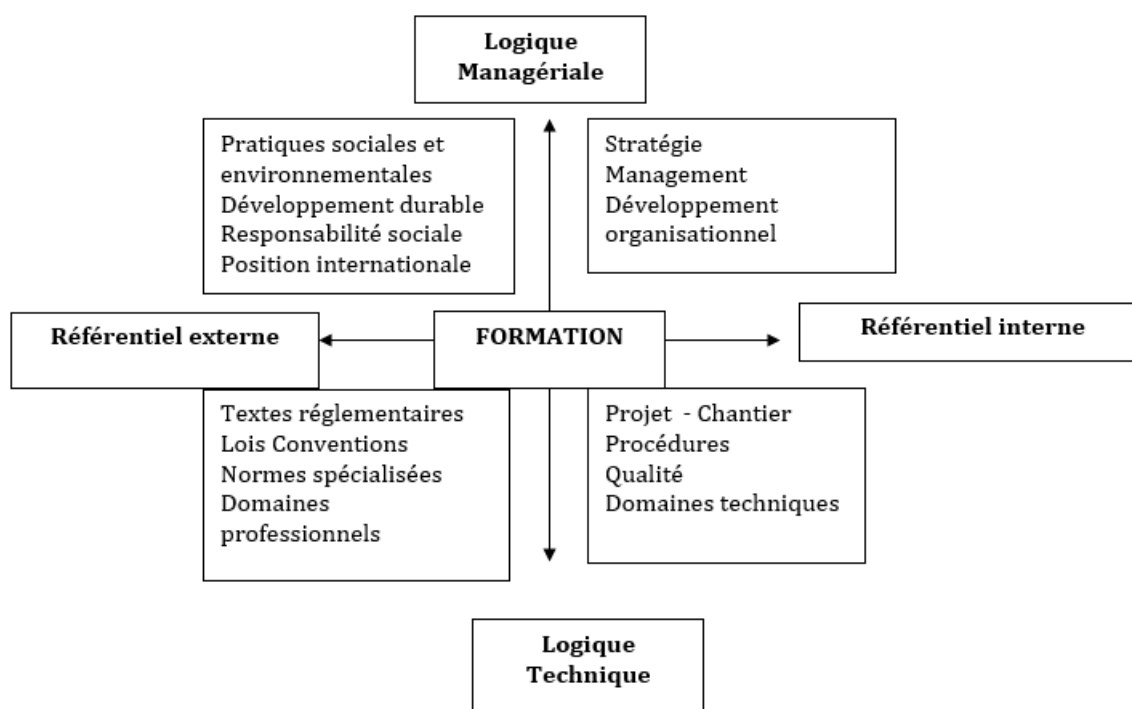 Logique
Managériale
Pratiques sociales et
environnementales
Développement durable
Responsabilité sociale
Position internationale
Stratégie
Management
Développement
organisationnel
Référentiel externe
FORMATION
Référentiel interne
Textes réglementaires
Lois Conventions
Normes spécialisées
Domaines
professionnels
Projet - Chantier
Procédures
Qualité
Domaines techniques
Logique
Technique